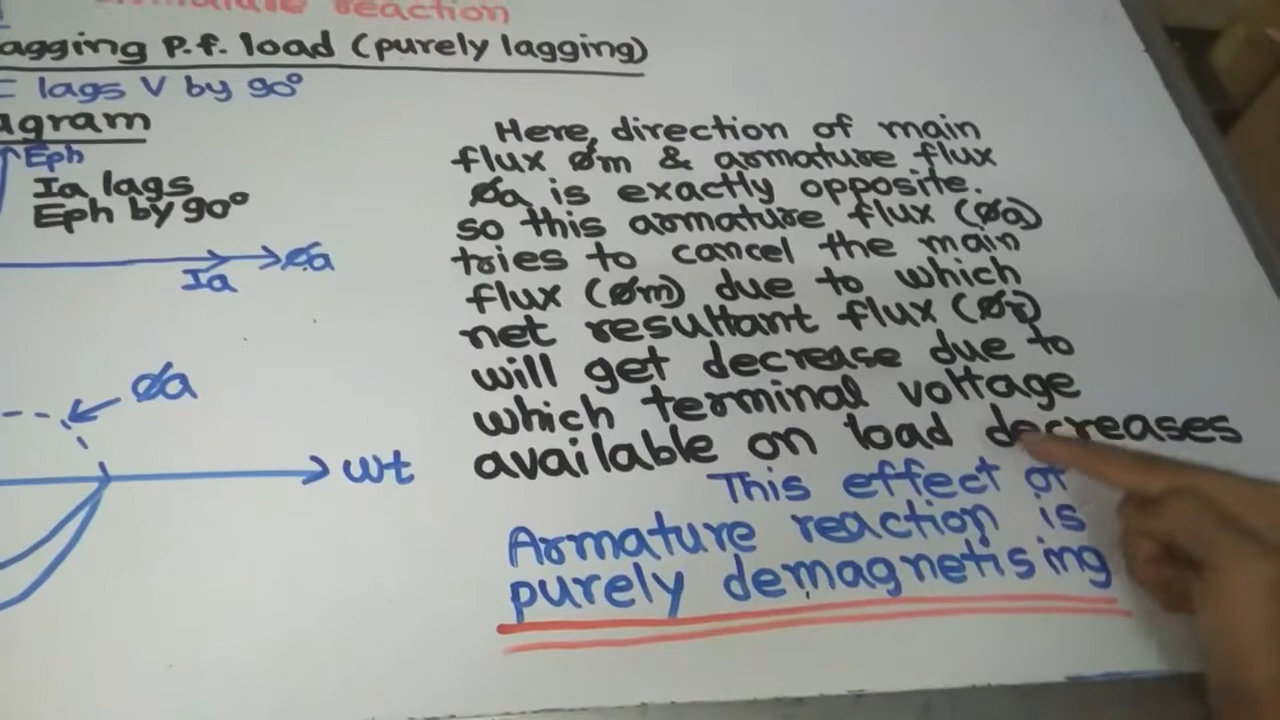 reaction
agging P.f. load (purely lagging)
lags V by 90°
agram
Eph
Ia lags
Eph by 90°
Øa
Ia
Øa
wt
Here, direction of main
flux Øm & armature flux
Øa is exactly opposite.
so this armature flux (Øa)
tries to cancel the main
flux (Øm) due to which
net resultant flux (Ør)
will get decrease due to
which terminal voltage
available on load decreases
This effect of
Armature reaction is
purely demagnetising